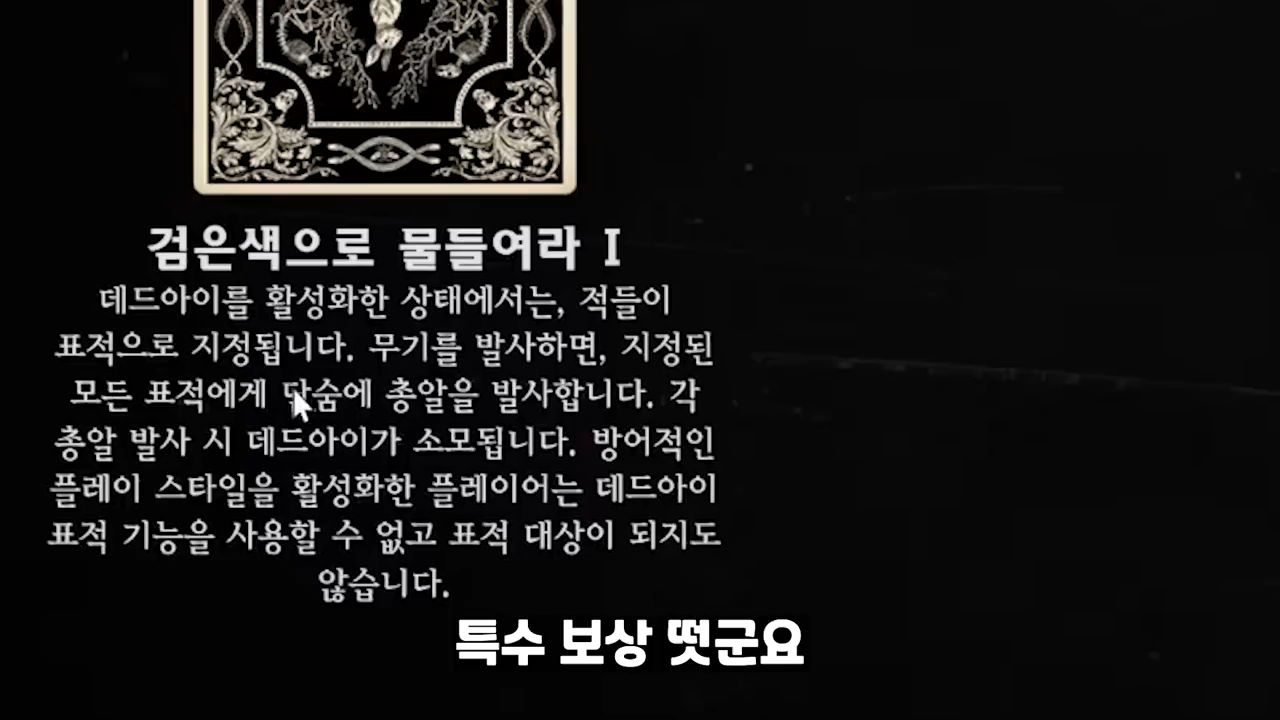 검은색으로 물들여라 I
데드아이를 활성화한 상태에서는, 적들이
표적으로 지정됩니다. 무기를 발사하면, 지정된
모든 표적에게 단숨에 총알을 발사합니다. 각
총알 발사 시 데드아이가 소모됩니다. 방어적인
플레이 스타일을 활성화한 플레이어는 데드아이
표적 기능을 사용할 수 없고 표적 대상이 되지도
않습니다.
특수 보상 떳군요